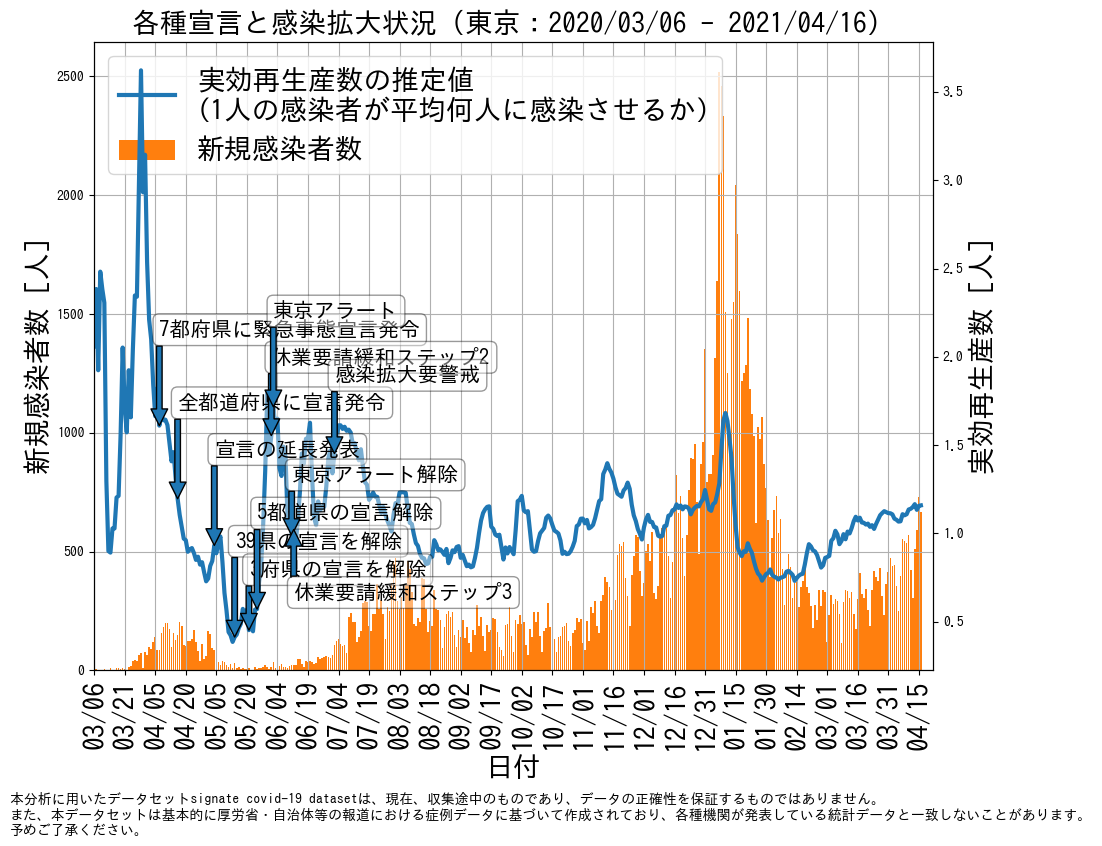 各種宣言と感染拡大状況（東京：2020/03/06 - 2021/04/16）
実効再生産数の推定値
(1人の感染者が平均何人に感染させるか)
新規感染者数
新規感染者数 [人]
2500
2000
1500
1000
500
0
実効再生産数 [人]
3.5
3.0
2.5
2.0
1.5
1.0
0.5
東京アラート
7都府県に緊急事態宣言発令
休業要請緩和ステップ2
感染拡大要警戒
全都道府県に宣言発令
宣言の延長発表
東京アラート解除
5都道県の宣言解除
39県の宣言を解除
3府県の宣言を解除
休業要請緩和ステップ3
03/06
03/21
04/05
04/20
05/05
05/20
06/04
06/19
07/04
07/19
08/03
08/18
09/02
09/17
10/02
10/17
11/01
11/16
12/01
12/16
12/31
01/15
01/30
02/14
03/01
03/16
03/31
04/15
日付
本分析に用いたデータセットsignate covid-19 datasetは、現在、収集途中のものであり、データの正確性を保証するものではありません。
また、本データセットは基本的に厚労省・自治体等の報道における症例データに基づいて作成されており、各種機関が発表している統計データと一致しないことがあります。
予めご了承ください。